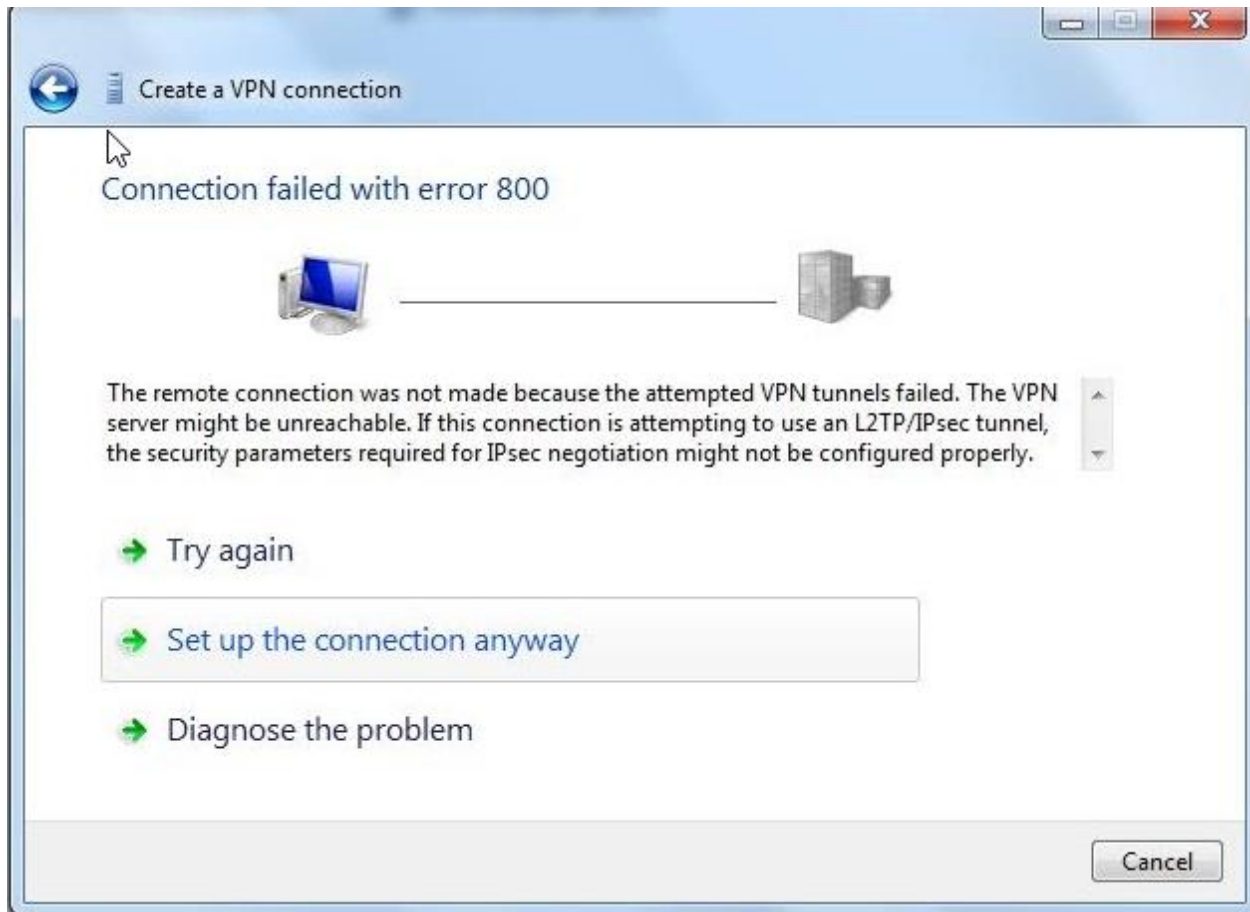 Create a VPN connection
Connection failed with error 800
The remote connection was not made because the attempted VPN tunnels failed. The VPN
server might be unreachable. If this connection is attempting to use an L2TP/IPsec tunnel,
the security parameters required for IPsec negotiation might not be configured properly.
Try again
Set up the connection anyway
Diagnose the problem
Cancel